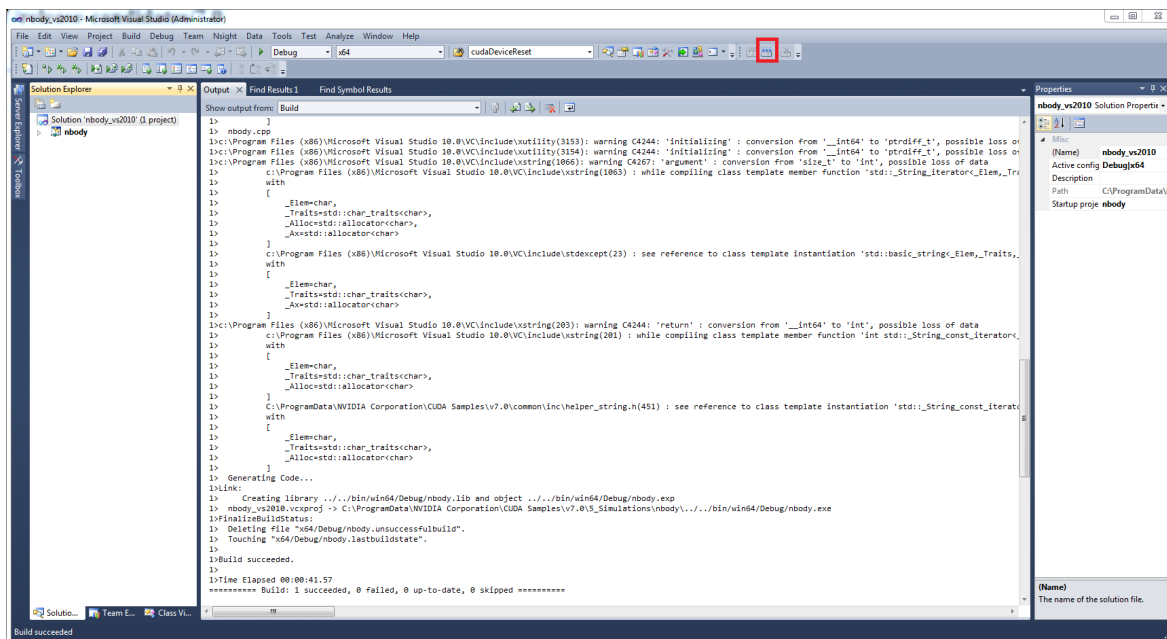 nbody_vs2010 - Microsoft Visual Studio (Administrator)
File Edit View Project Build Debug Team Nsight Data Tools Test Analyze Window Help
Debug x64 cudaDeviceReset
Solution Explorer
Output Find Results 1 Find Symbol Results
Properties
Server Explorer
Toolbox
Solution 'nbody_vs2010' (1 project)
nbody
Show output from: Build
nbody_vs2010 Solution Propertie
Misc
(Name) nbody_vs2010
Active config Debug|x64
Description
Path C:\ProgramData\
Startup proje nbody
1> ]
1> nbody.cpp
1>c:\Program Files (x86)\Microsoft Visual Studio 10.0\VC\include\xutility(3153): warning C4244: 'initializing' : conversion from '__int64' to 'ptrdiff_t', possible loss o
1>c:\Program Files (x86)\Microsoft Visual Studio 10.0\VC\include\xutility(3154): warning C4244: 'initializing' : conversion from '__int64' to 'ptrdiff_t', possible loss o
1>c:\Program Files (x86)\Microsoft Visual Studio 10.0\VC\include\xstring(1066): warning C4267: 'argument' : conversion from 'size_t' to 'int', possible loss of data
1> c:\Program Files (x86)\Microsoft Visual Studio 10.0\VC\include\xstring(1063) : while compiling class template member function 'std::_String_iterator<_Elem,_Tra
1> with
1> [
1> _Elem=char,
1> _Traits=std::char_traits<char>,
1> _Alloc=std::allocator<char>,
1> _Ax=std::allocator<char>
1> ]
1> c:\Program Files (x86)\Microsoft Visual Studio 10.0\VC\include\stdexcept(23) : see reference to class template instantiation 'std::basic_string<_Elem,_Traits,_
1> with
1> [
1> _Elem=char,
1> _Traits=std::char_traits<char>,
1> _Ax=std::allocator<char>
1> ]
1>c:\Program Files (x86)\Microsoft Visual Studio 10.0\VC\include\xstring(203): warning C4244: 'return' : conversion from '__int64' to 'int', possible loss of data
1> c:\Program Files (x86)\Microsoft Visual Studio 10.0\VC\include\xstring(201) : while compiling class template member function 'int std::_String_const_iterator<_
1> with
1> [
1> _Elem=char,
1> _Traits=std::char_traits<char>,
1> _Alloc=std::allocator<char>
1> ]
1> C:\ProgramData\NVIDIA Corporation\CUDA Samples\v7.0\common\inc\helper_string.h(451) : see reference to class template instantiation 'std::_String_const_iterato
1> with
1> [
1> _Elem=char,
1> _Traits=std::char_traits<char>,
1> _Alloc=std::allocator<char>
1> ]
1> Generating Code...
1>Link:
1> Creating library ../../bin/win64/Debug/nbody.lib and object ../../bin/win64/Debug/nbody.exp
1> nbody_vs2010.vcxproj -> C:\ProgramData\NVIDIA Corporation\CUDA Samples\v7.0\5_Simulations\nbody\../../bin/win64/Debug/nbody.exe
1>FinalizeBuildStatus:
1> Deleting file "x64/Debug/nbody.unsuccessfulbuild".
1> Touching "x64/Debug/nbody.lastbuildstate".
1>
1>Build succeeded.
1>
1>Time Elapsed 00:00:41.57
========== Build: 1 succeeded, 0 failed, 0 up-to-date, 0 skipped ==========
(Name)
The name of the solution file.
Solutio... Team E... Class Vi...
Build succeeded